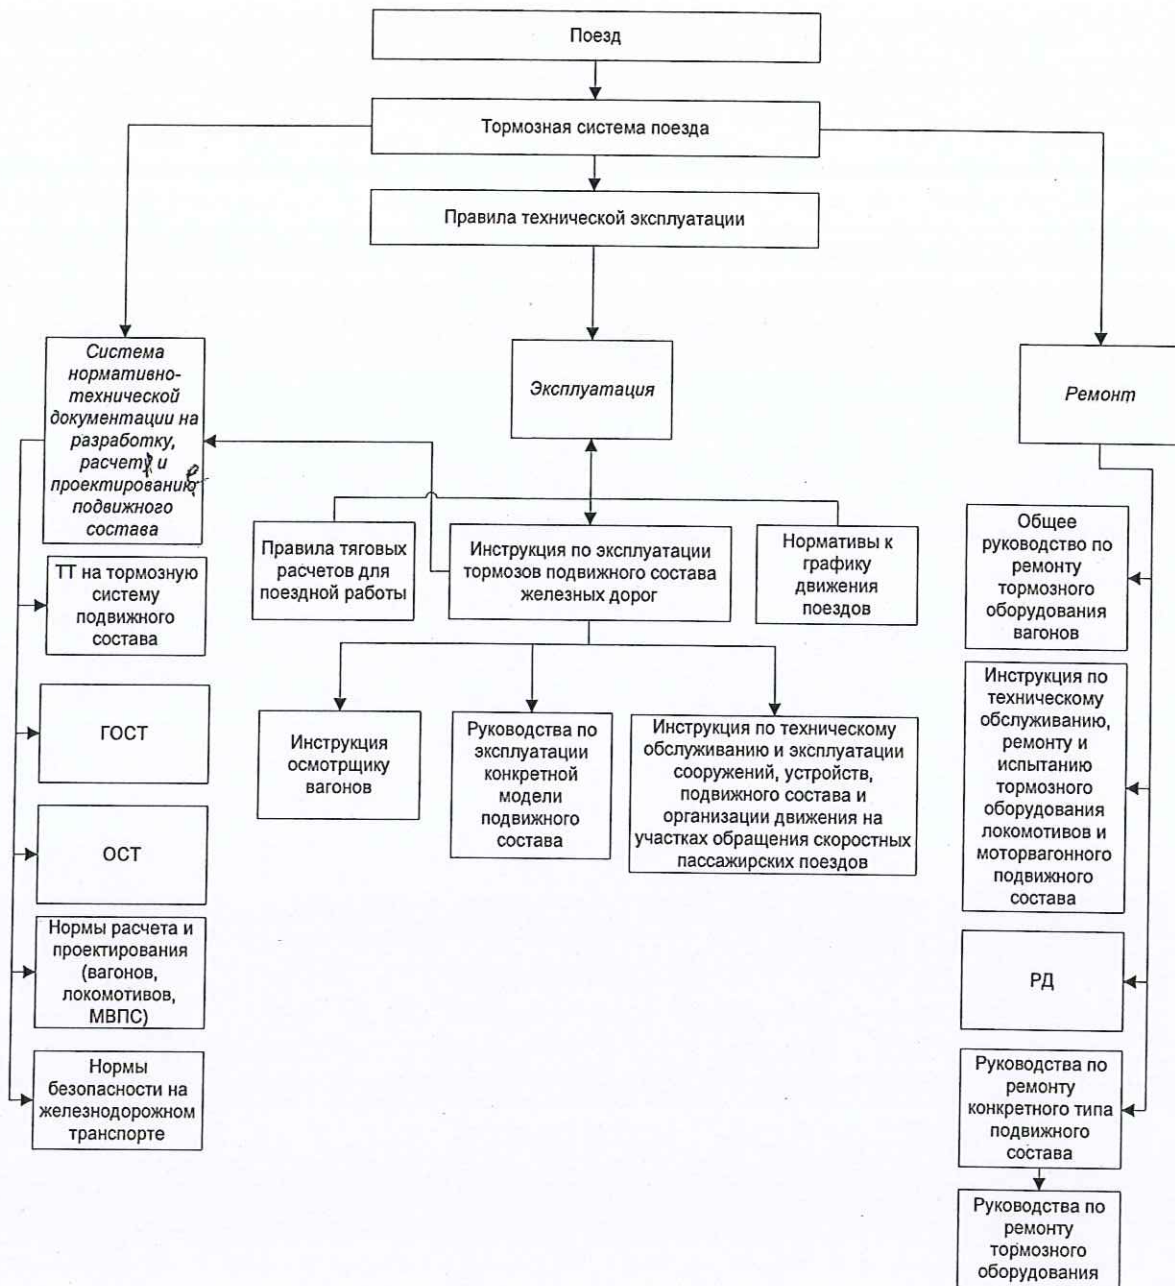 Поезд
Тормозная система поезда
Правила технической эксплуатации
Система
нормативно-
технической
документации на
разработку,
расчету и
проектированию
подвижного
состава
Эксплуатация
Ремонт
Правила тяговых
расчетов для
поездной работы
Инструкция по эксплуатации
тормозов подвижного состава
железных дорог
Нормативы к
графику
движения
поездов
Общее
руководство по
ремонту
тормозного
оборудования
вагонов
ТТ на тормозную
систему
подвижного
состава
ГОСТ
ОСТ
Нормы расчета и
проектирования
(вагонов,
локомотивов,
МВПС)
Нормы
безопасности на
железнодорожном
транспорте
Инструкция
осмотрщику
вагонов
Руководства по
эксплуатации
конкретной
модели
подвижного
состава
Инструкция по техническому
обслуживанию и эксплуатации
сооружений, устройств,
подвижного состава и
организации движения на
участках обращения скоростных
пассажирских поездов
Инструкция по
техническому
обслуживанию,
ремонту и
испытанию
тормозного
оборудования
локомотивов и
моторвагонного
подвижного
состава
РД
Руководства по
ремонту
конкретного типа
подвижного
состава
Руководства по
ремонту
тормозного
оборудования